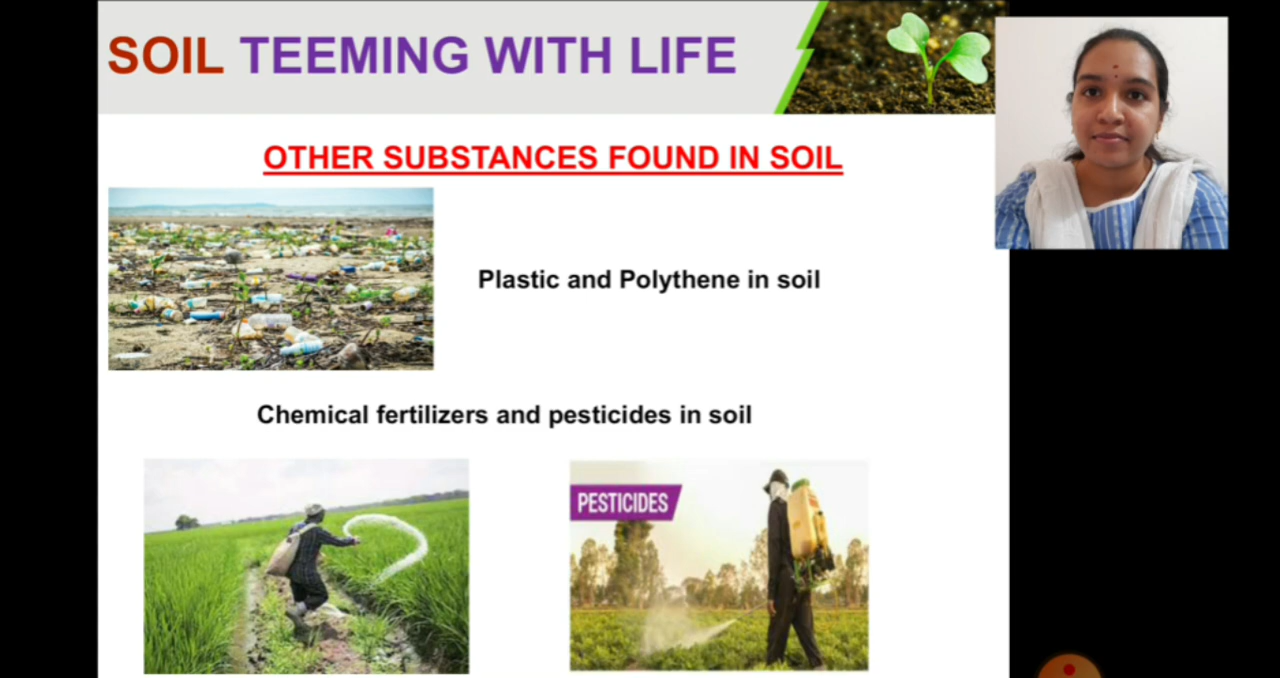 SOIL TEEMING WITH LIFE
OTHER SUBSTANCES FOUND IN SOIL
Plastic and Polythene in soil
Chemical fertilizers and pesticides in soil
PESTICIDES